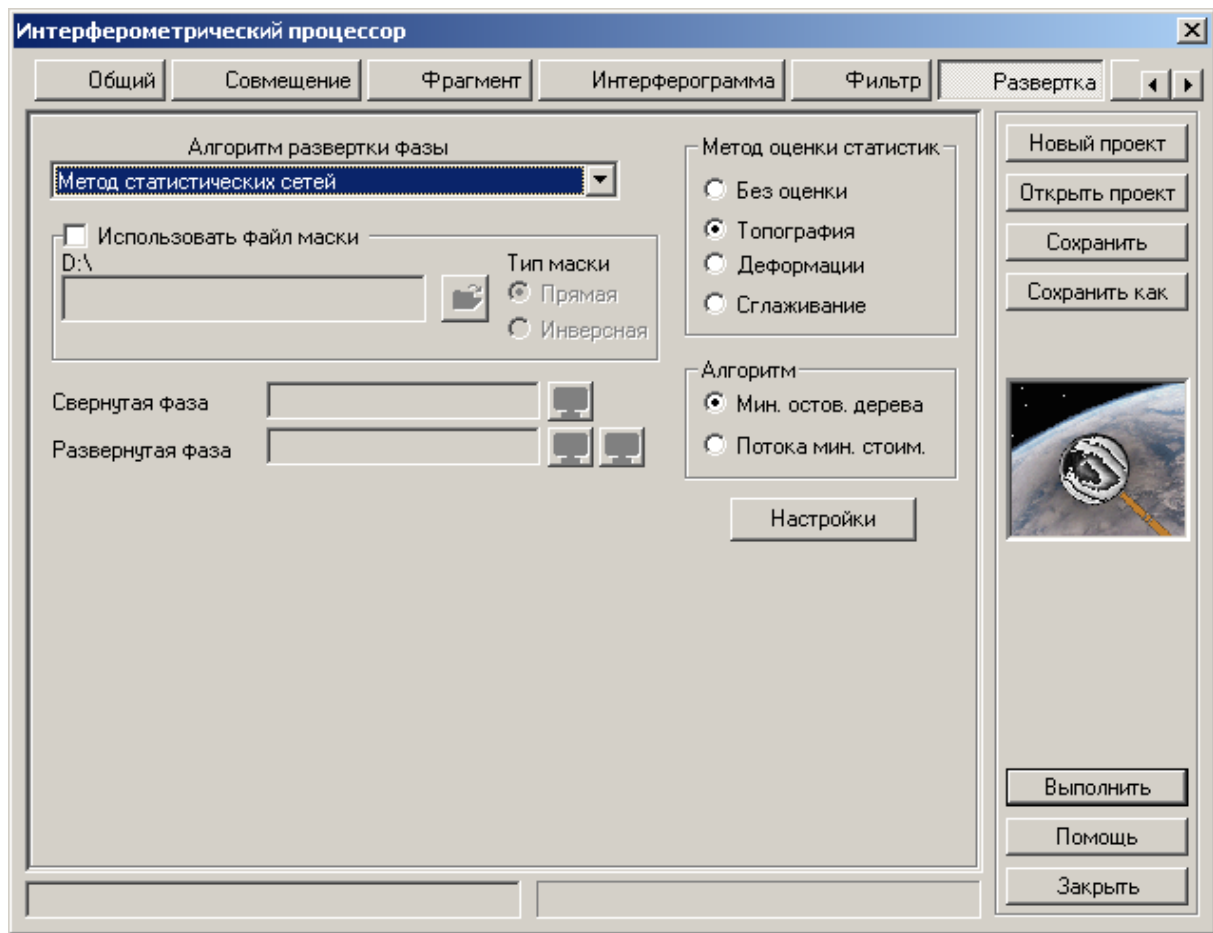 Интерферометрический процессор
Общий Совмещение Фрагмент Интерферограмма Фильтр Развертка
Алгоритм развертки фазы
Метод статистических сетей
Использовать файл маски
D:\
Тип маски
Прямая
Инверсная
Свернутая фаза
Развернутая фаза
Метод оценки статистик
Без оценки
Топография
Деформации
Сглаживание
Алгоритм
Мин. остов. дерева
Потока мин. стоим.
Настройки
Новый проект
Открыть проект
Сохранить
Сохранить как
Выполнить
Помощь
Закрыть